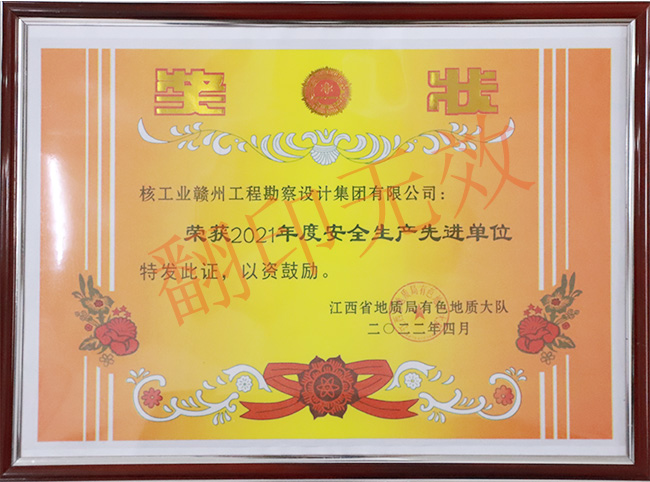 奖 状
核工业赣州工程勘察设计集团有限公司：
荣获2021年度安全生产先进单位
特发此证，以资鼓励。
江西省地质局有色地质大队
二〇二二年四月
翻印无效